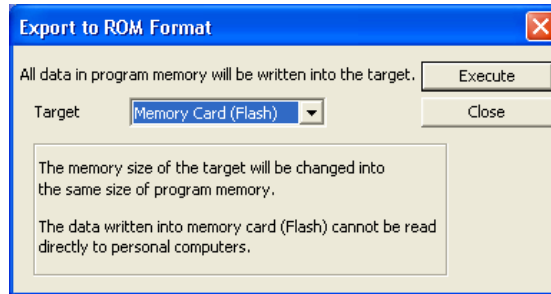 Export to ROM Format
All data in program memory will be written into the target.
Execute
Target
Memory Card (Flash)
Close
The memory size of the target will be changed into
the same size of program memory.
The data written into memory card (Flash) cannot be read
directly to personal computers.